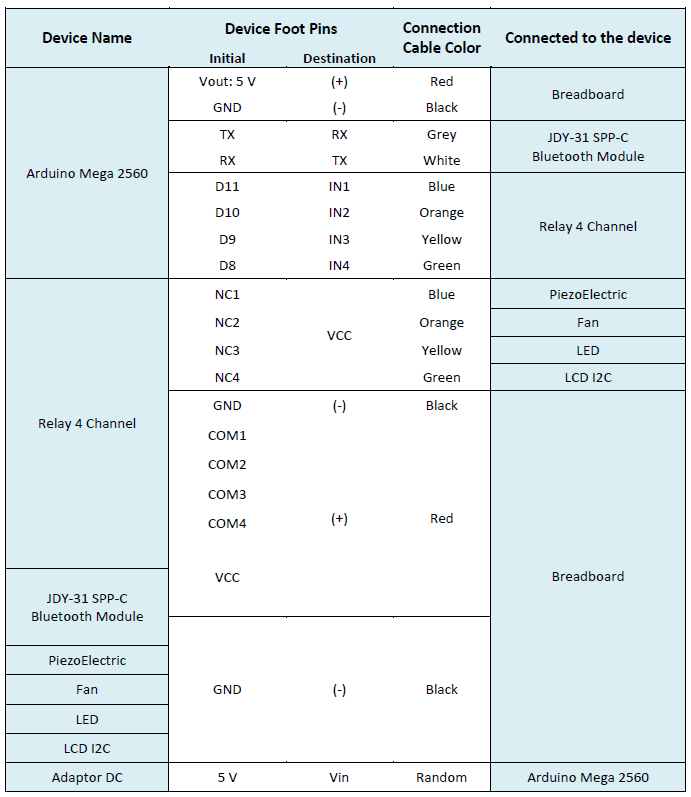 Device Name
Device Foot Pins
Connection
Cable Color
Connected to the device
Initial
Destination
Arduino Mega 2560
Vout: 5 V
(+)
Red
Breadboard
GND
(-)
Black
TX
RX
Grey
JDY-31 SPP-C
Bluetooth Module
RX
TX
White
D11
IN1
Blue
Relay 4 Channel
D10
IN2
Orange
D9
IN3
Yellow
D8
IN4
Green
Relay 4 Channel
NC1
VCC
Blue
PiezoElectric
NC2
Orange
Fan
NC3
Yellow
LED
NC4
Green
LCD I2C
GND
(-)
Black
Breadboard
COM1
COM2
COM3
COM4
(+)
Red
VCC
JDY-31 SPP-C
Bluetooth Module
PiezoElectric
Fan
GND
(-)
Black
LED
LCD I2C
Adaptor DC
5 V
Vin
Random
Arduino Mega 2560